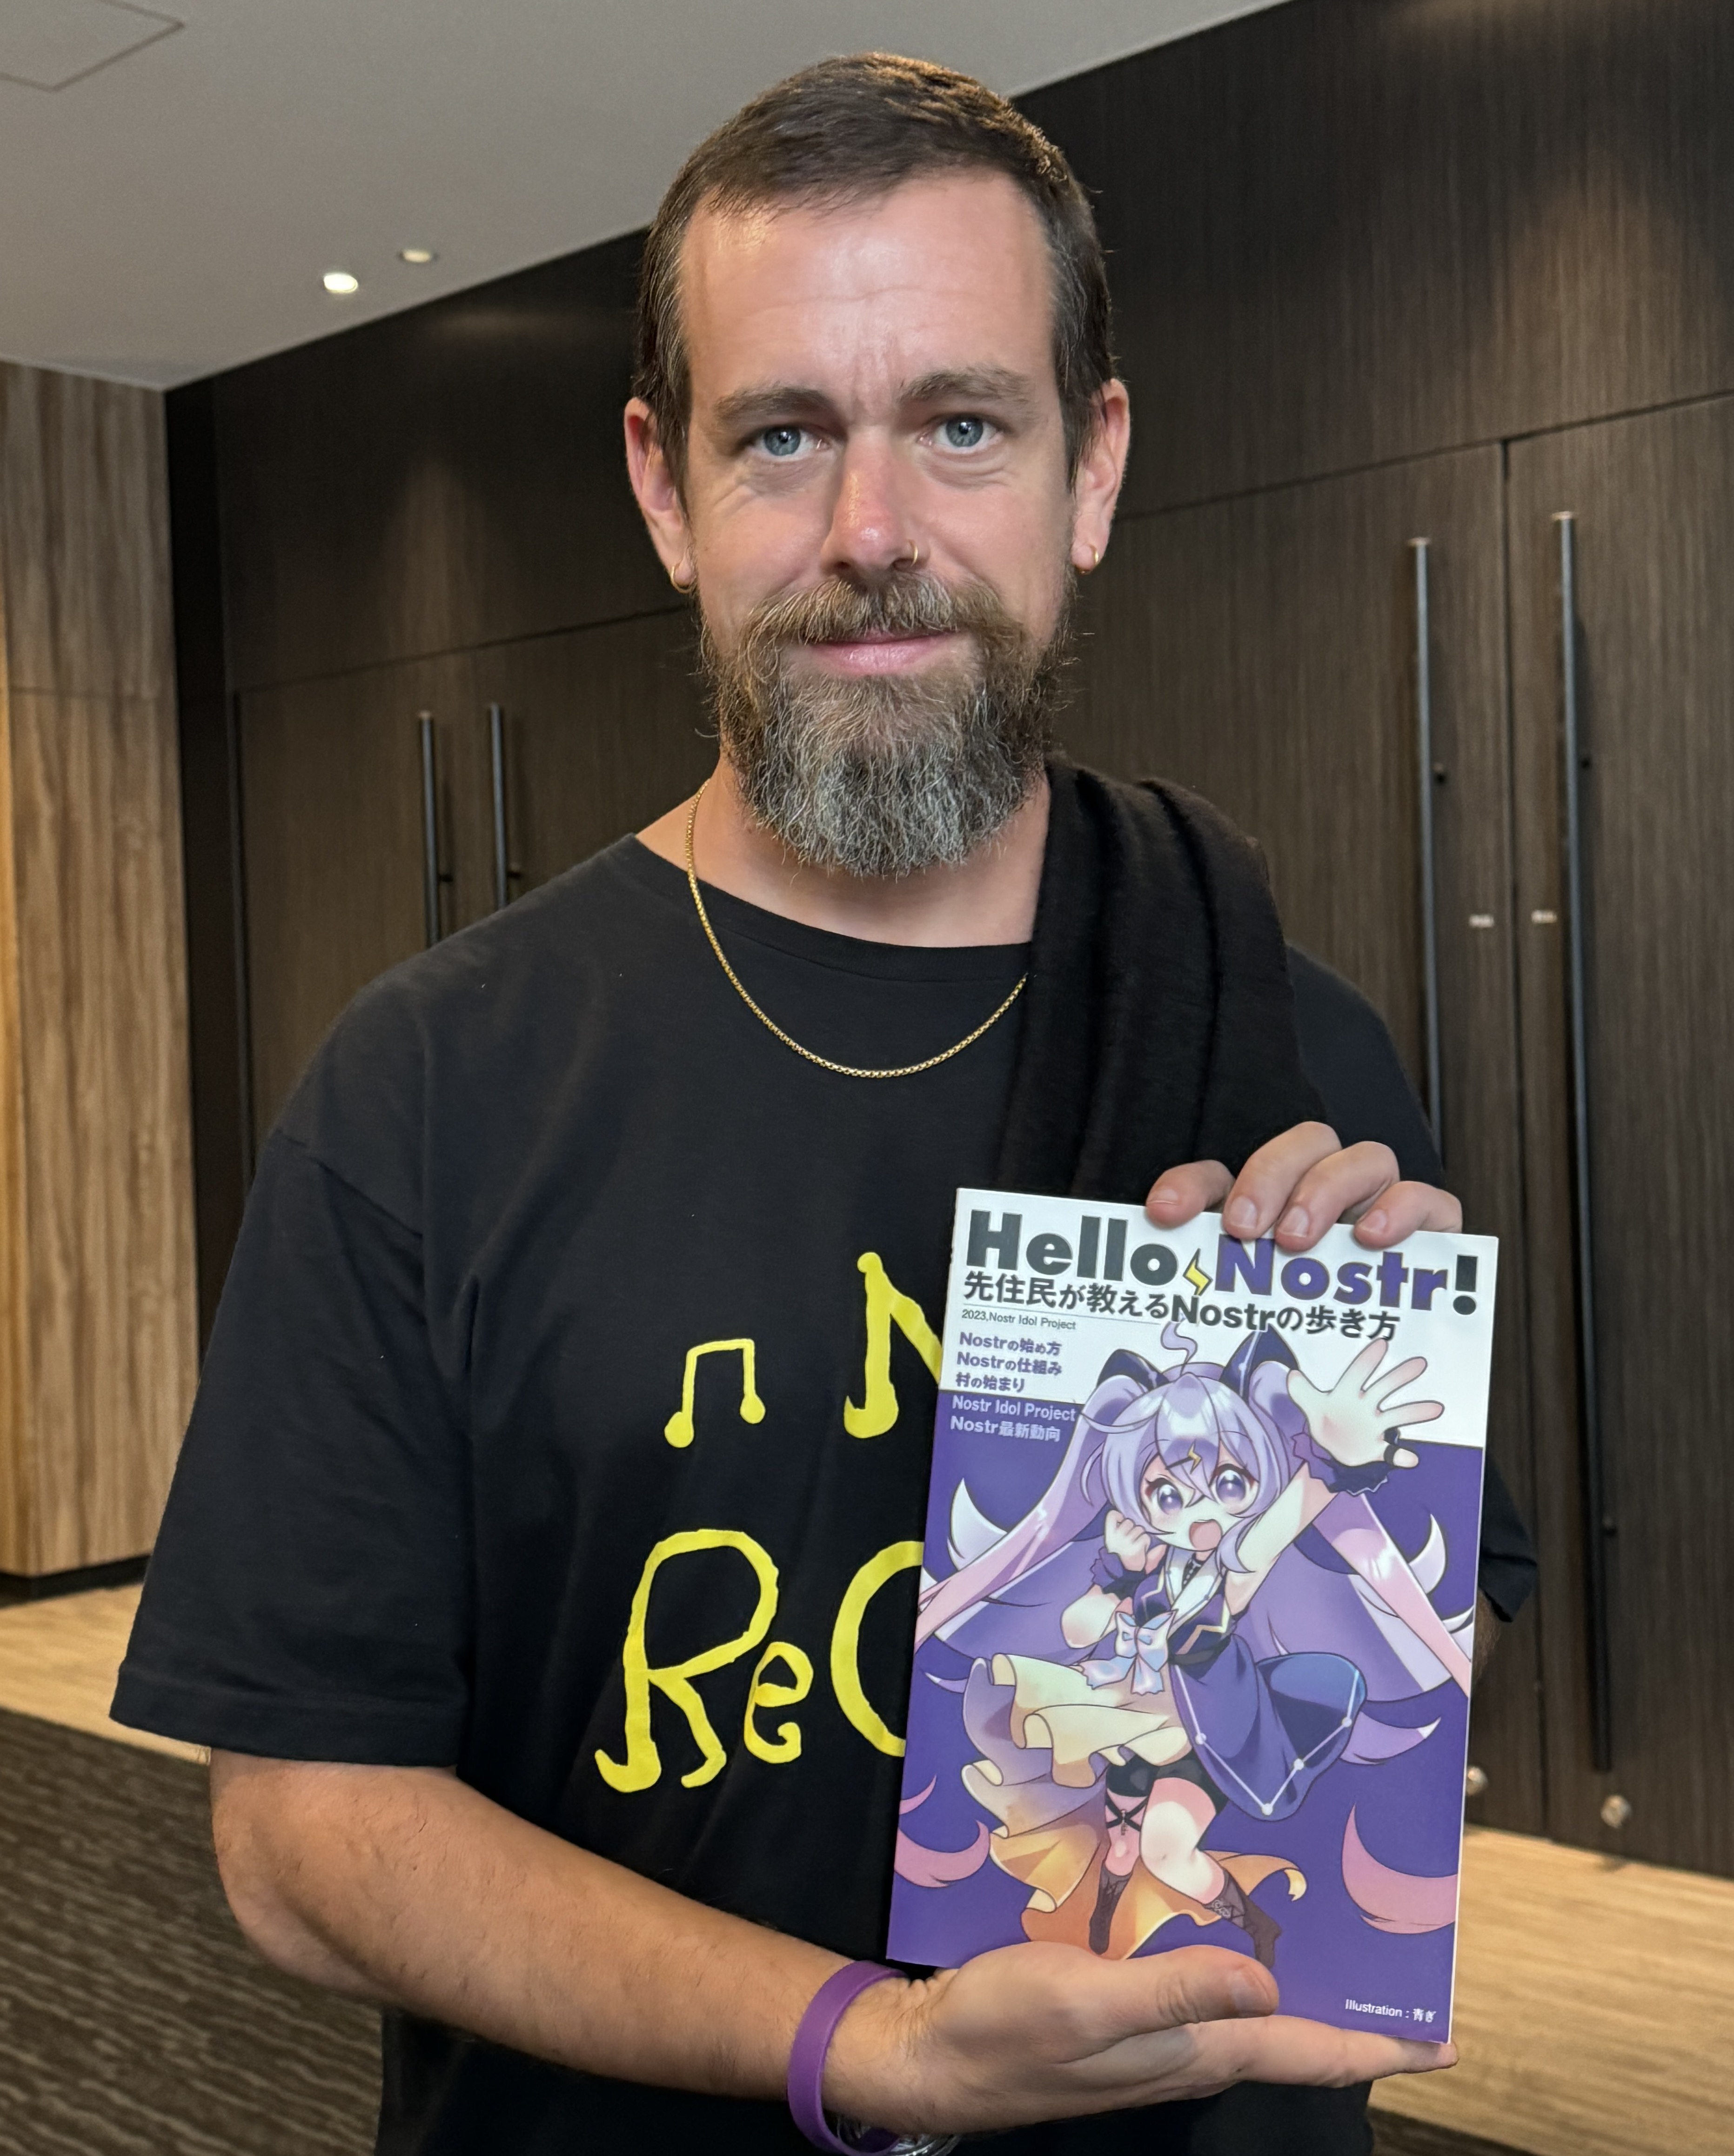 Hello Nostr!
先住民が教えるNostrの歩き方
2023,Nostr Idol Project
Nostrの始め方
Nostrの仕組み
村の始まり
Nostr Idol Project
Nostr最新動向
Illustration : 青ぎ
N
Re